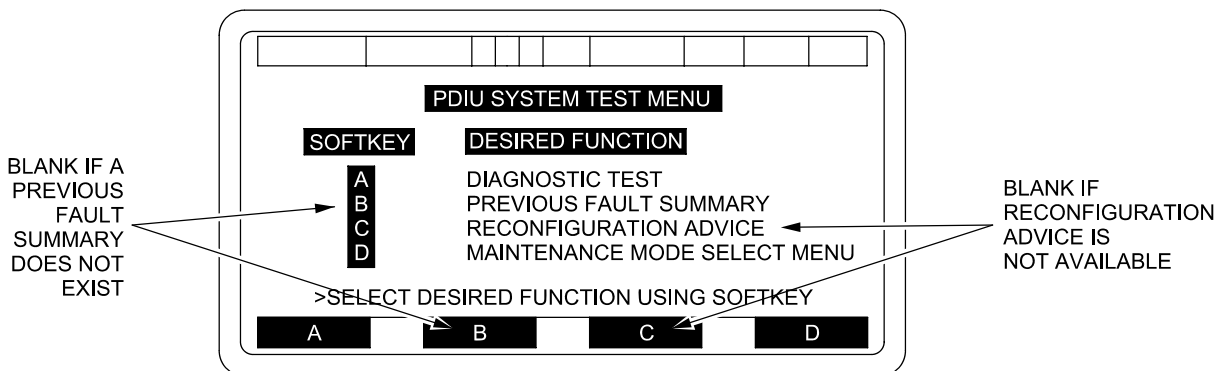 PDIU SYSTEM TEST MENU
SOFTKEY DESIRED FUNCTION
A DIAGNOSTIC TEST
B PREVIOUS FAULT SUMMARY
C RECONFIGURATION ADVICE
D MAINTENANCE MODE SELECT MENU
>SELECT DESIRED FUNCTION USING SOFTKEY
A B C D
BLANK IF A
PREVIOUS
FAULT
SUMMARY
DOES NOT
EXIST
BLANK IF
RECONFIGURATION
ADVICE IS
NOT AVAILABLE